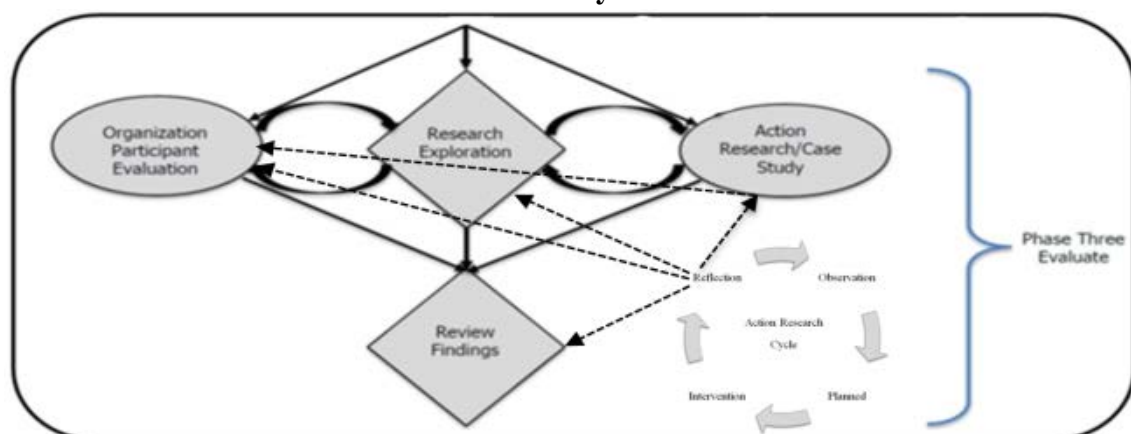 Organization
Participant
Evaluation
Research
Exploration
Action
Research/Case
Study
Phase Three
Evaluate
Reflection
Observation
Action Research
Cycle
Review
Findings
Intervention
Planned